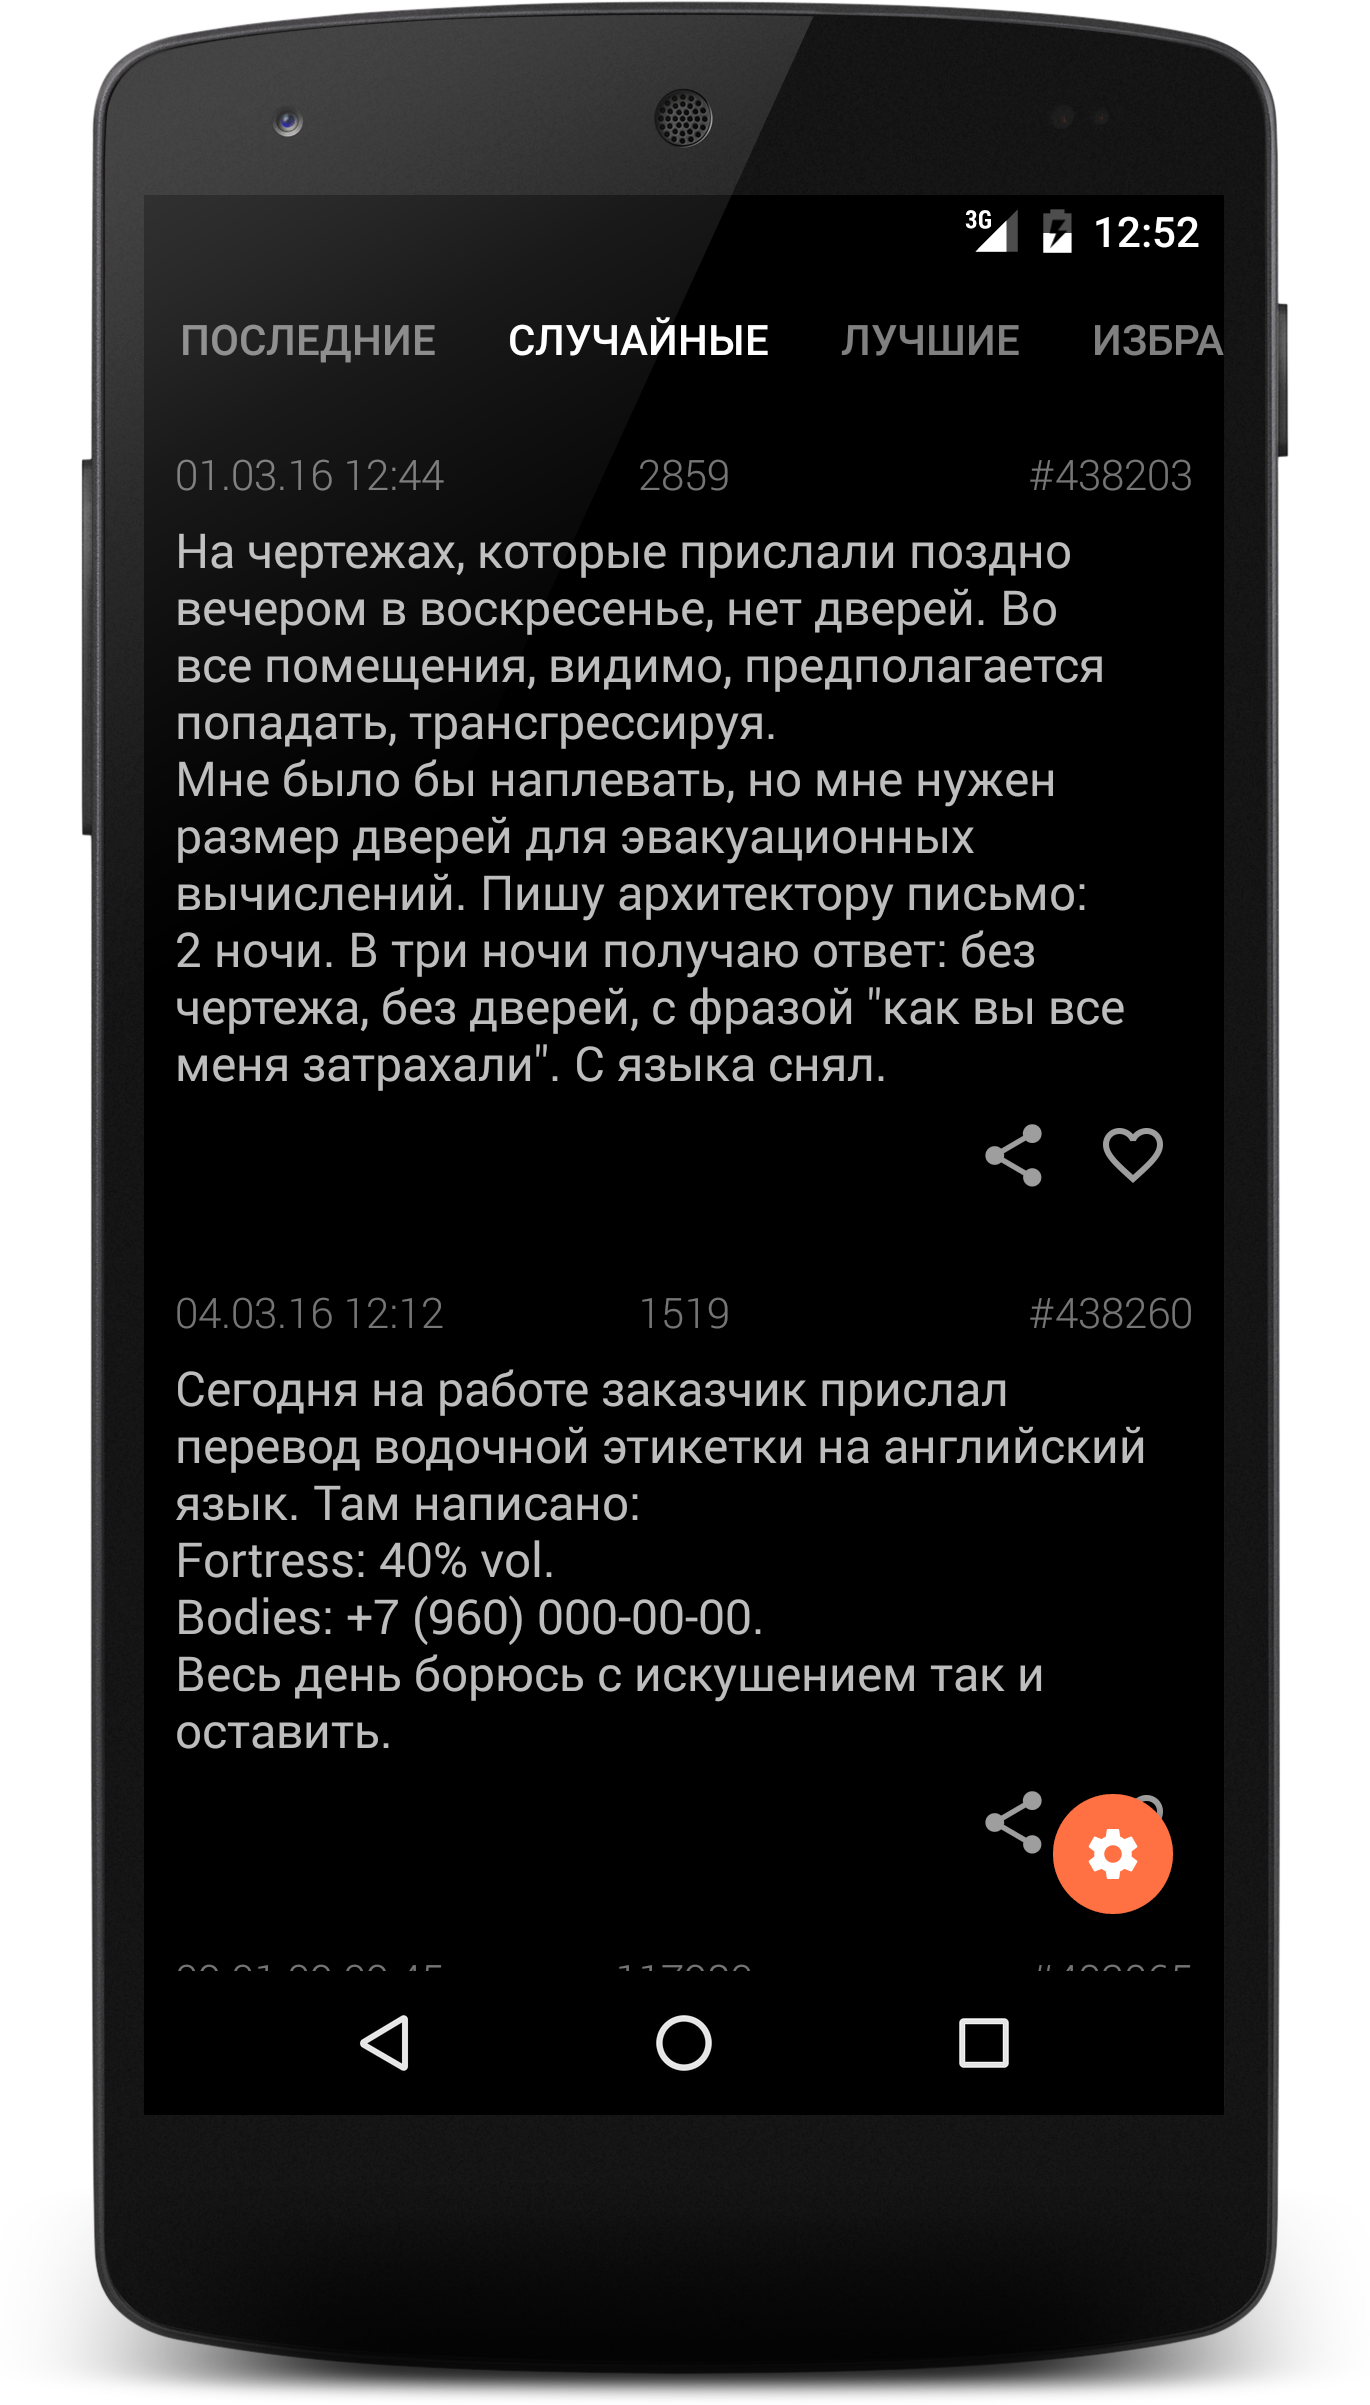 3G 12:52
ПОСЛЕДНИЕ СЛУЧАЙНЫЕ ЛУЧШИЕ ИЗБРА
01.03.16 12:44 2859 #438203
На чертежах, которые прислали поздно
вечером в воскресенье, нет дверей. Во
все помещения, видимо, предполагается
попадать, трансгрессируя.
Мне было бы наплевать, но мне нужен
размер дверей для эвакуационных
вычислений. Пишу архитектору письмо:
2 ночи. В три ночи получаю ответ: без
чертежа, без дверей, с фразой "как вы все
меня затрахали". С языка снял.
04.03.16 12:12 1519 #438260
Сегодня на работе заказчик прислал
перевод водочной этикетки на английский
язык. Там написано:
Fortress: 40% vol.
Bodies: +7 (960) 000-00-00.
Весь день борюсь с искушением так и
оставить.